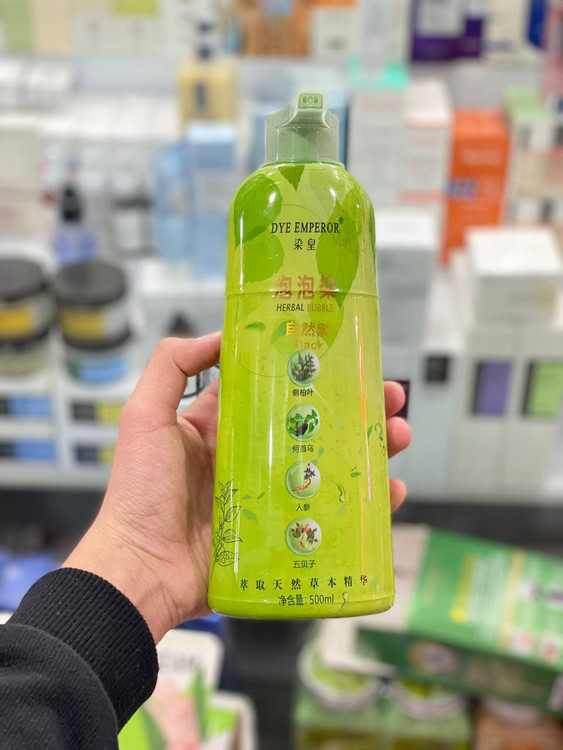 DYE EMPEROR®
染皇
泡泡染
HERBAL BUBBLE
自然黑
Black
侧柏叶
何首乌
人参
五贝子
萃取天然草本精华
净含量: 500ml